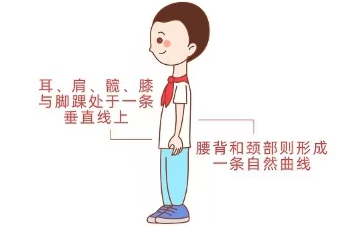 耳、肩、髋、膝
与脚踝处于一条
垂直线上
腰背和颈部则形成
一条自然曲线